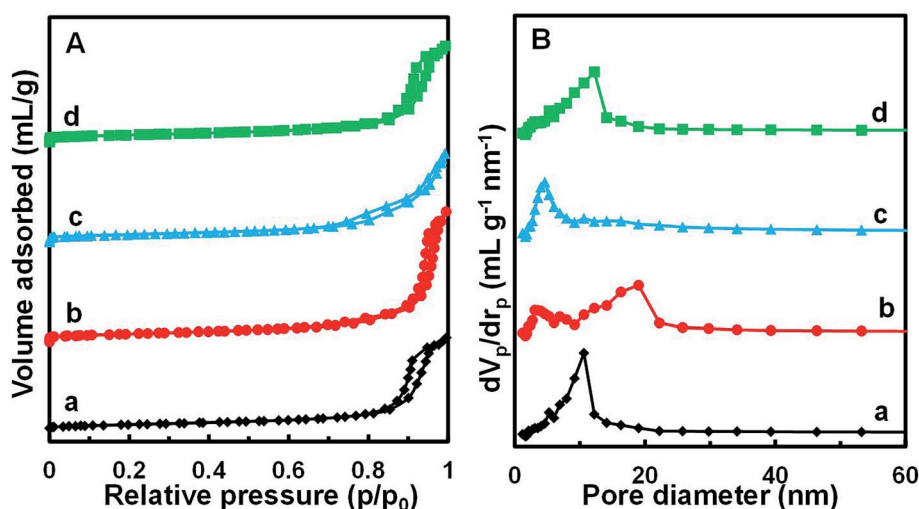 A
d
c
b
a
Volume adsorbed (mL/g)
0 0.2 0.4 0.6 0.8 1
Relative pressure (p/p₀)
B
d
c
b
a
dVₚ/drₚ (mL g⁻¹ nm⁻¹)
0 20 40 60
Pore diameter (nm)